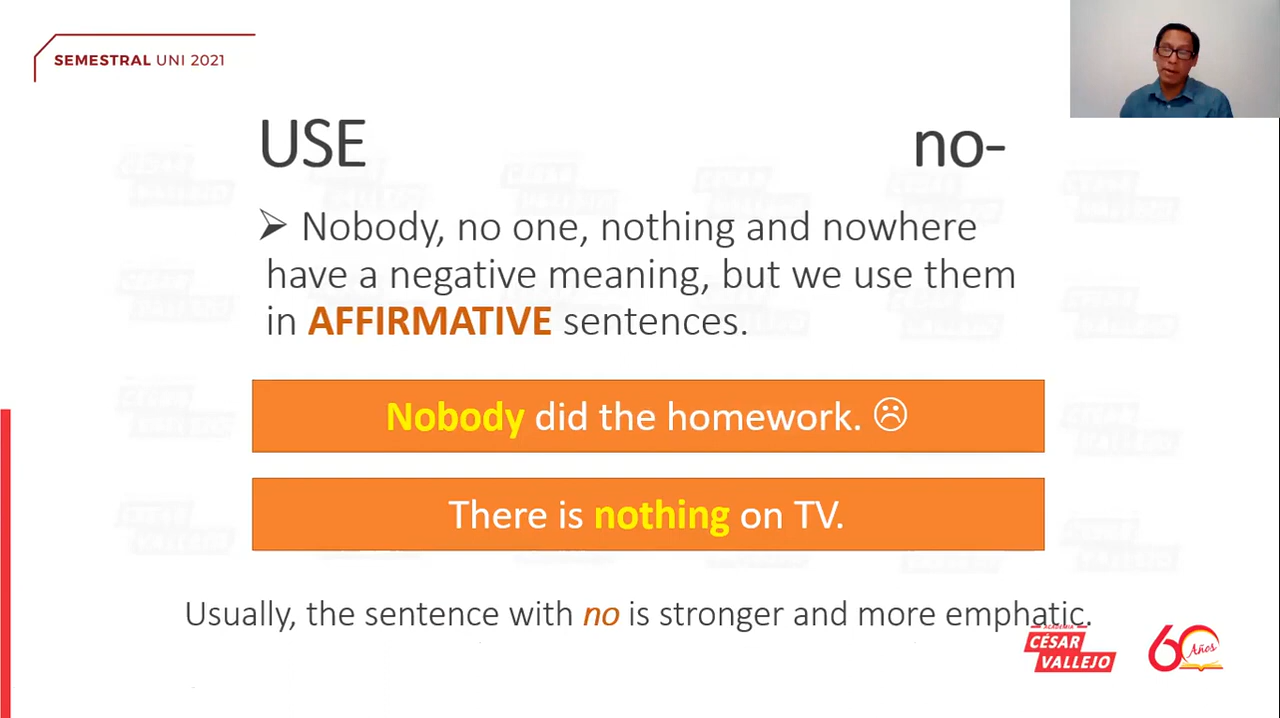 SEMESTRAL UNI 2021
USE no-
➢ Nobody, no one, nothing and nowhere
have a negative meaning, but we use them
in AFFIRMATIVE sentences.
Nobody did the homework. ☹
There is nothing on TV.
Usually, the sentence with no is stronger and more emphatic.
ACADEMIA
CÉSAR
VALLEJO
60 Años